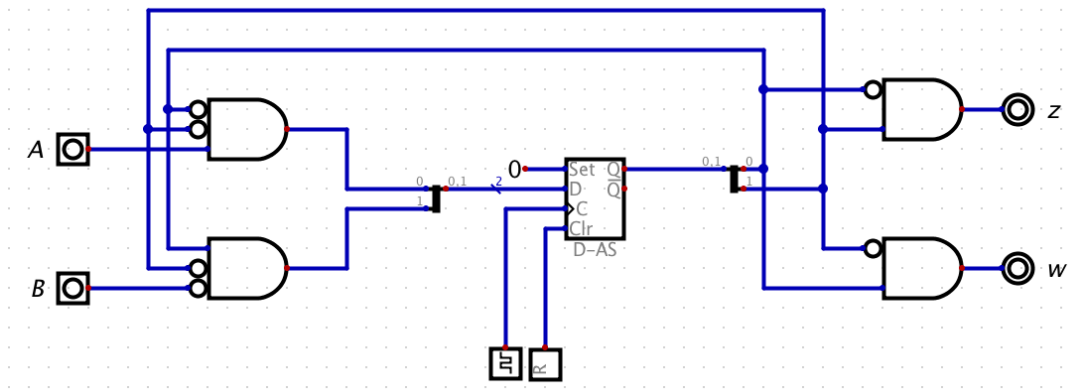 z
A
0,1 0
0 Set Q
0 0,1 2 D Q
1 C
1
Clr
D-AS
B
w
R